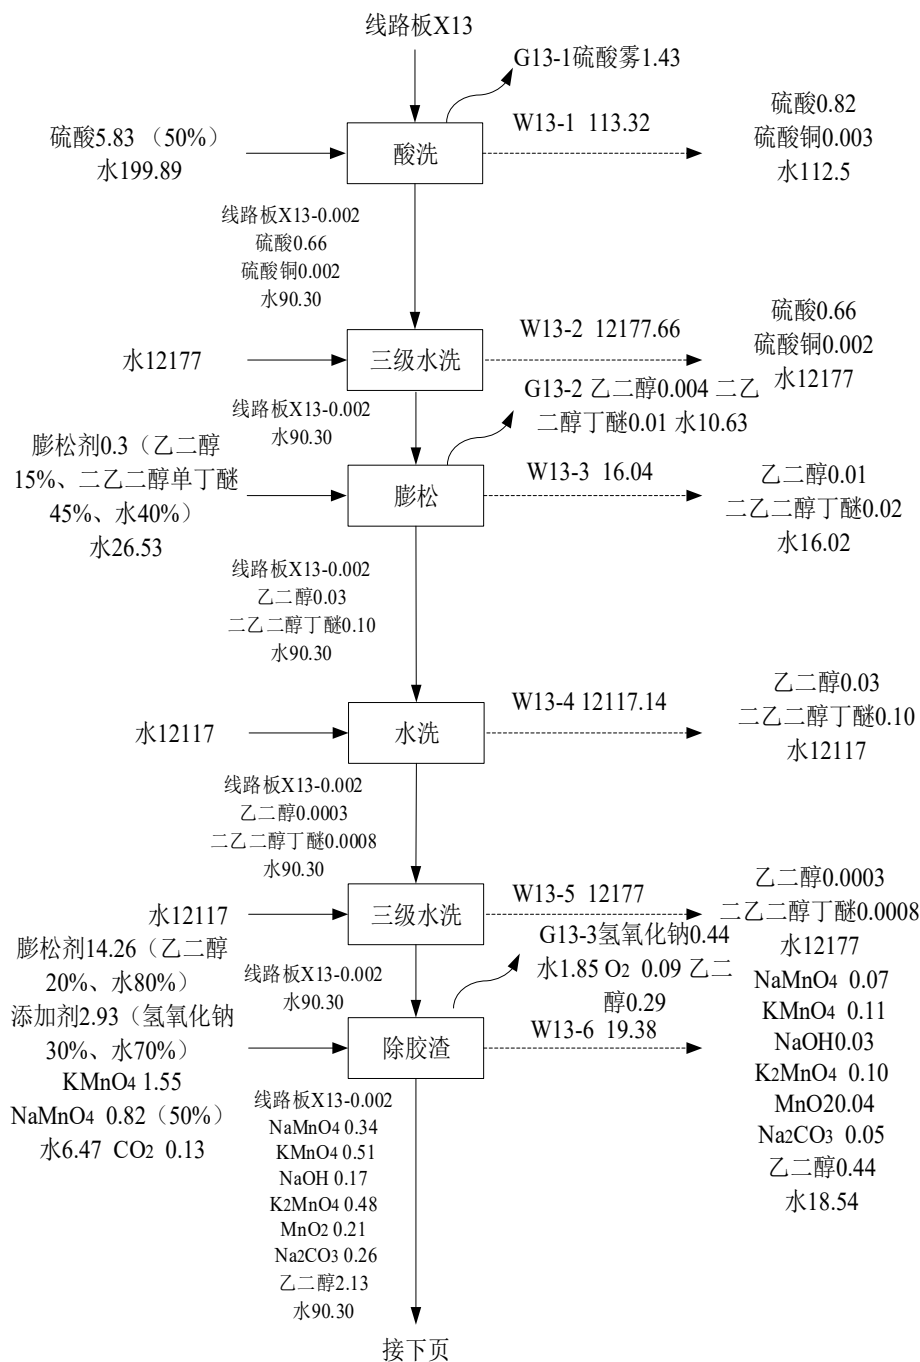 线路板X13
G13-1硫酸雾1.43
硫酸5.83 （50%）
水199.89
酸洗
W13-1 113.32
硫酸0.82
硫酸铜0.003
水112.5
线路板X13-0.002
硫酸0.66
硫酸铜0.002
水90.30
水12177
三级水洗
W13-2 12177.66
硫酸0.66
硫酸铜0.002
水12177
线路板X13-0.002
水90.30
G13-2 乙二醇0.004 二乙
二醇丁醚0.01 水10.63
膨松剂0.3（乙二醇
15%、二乙二醇单丁醚
45%、水40%）
水26.53
膨松
W13-3 16.04
乙二醇0.01
二乙二醇丁醚0.02
水16.02
线路板X13-0.002
乙二醇0.03
二乙二醇丁醚0.10
水90.30
水12117
水洗
W13-4 12117.14
乙二醇0.03
二乙二醇丁醚0.10
水12117
线路板X13-0.002
乙二醇0.0003
二乙二醇丁醚0.0008
水90.30
水12117
三级水洗
W13-5 12177
乙二醇0.0003
二乙二醇丁醚0.0008
水12177
线路板X13-0.002
水90.30
G13-3氢氧化钠0.44
水1.85 O2 0.09 乙二
醇0.29
膨松剂14.26（乙二醇
20%、水80%）
添加剂2.93（氢氧化钠
30%、水70%）
KMnO4 1.55
NaMnO4 0.82（50%）
水6.47 CO2 0.13
除胶渣
W13-6 19.38
NaMnO4 0.07
KMnO4 0.11
NaOH0.03
K2MnO4 0.10
MnO20.04
Na2CO3 0.05
乙二醇0.44
水18.54
线路板X13-0.002
NaMnO4 0.34
KMnO4 0.51
NaOH 0.17
K2MnO4 0.48
MnO2 0.21
Na2CO3 0.26
乙二醇2.13
水90.30
接下页